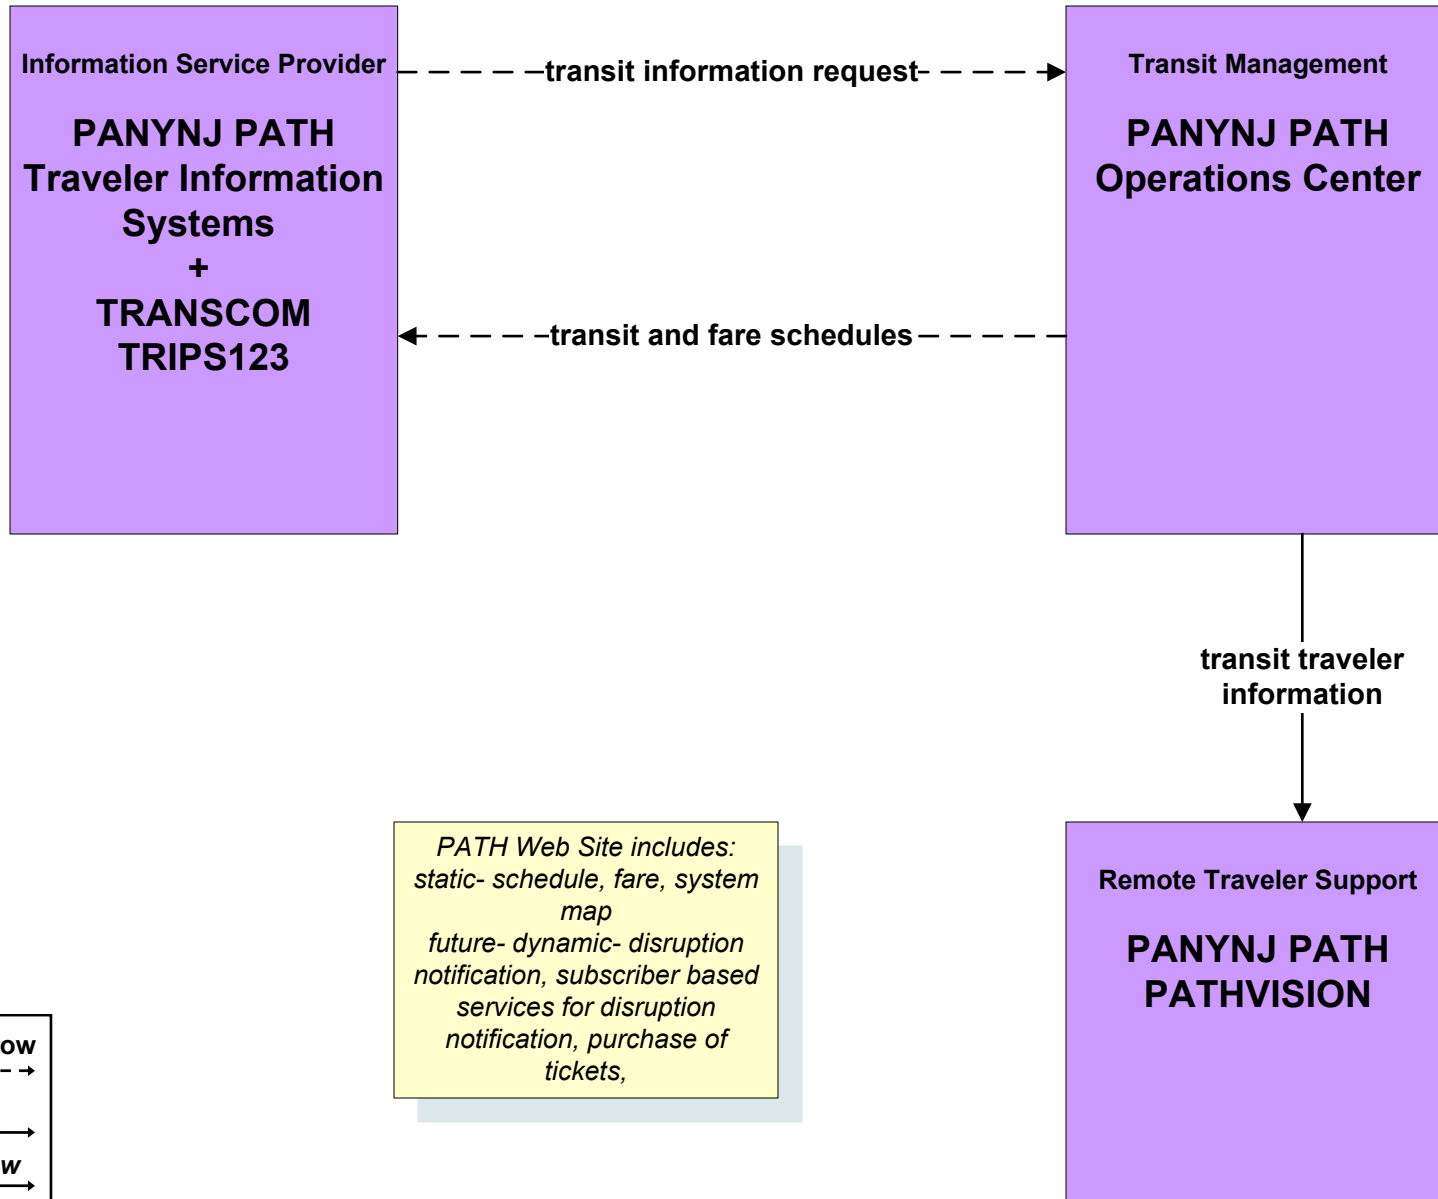 Information Service Provider
PANYNJ PATH
Traveler Information
Systems
+
TRANSCOM
TRIPS123
transit information request
transit and fare schedules
Transit Management
PANYNJ PATH
Operations Center
transit traveler
information
Remote Traveler Support
PANYNJ PATH
PATHVISION
PATH Web Site includes:
static- schedule, fare, system
map
future- dynamic- disruption
notification, subscriber based
services for disruption
notification, purchase of
tickets,